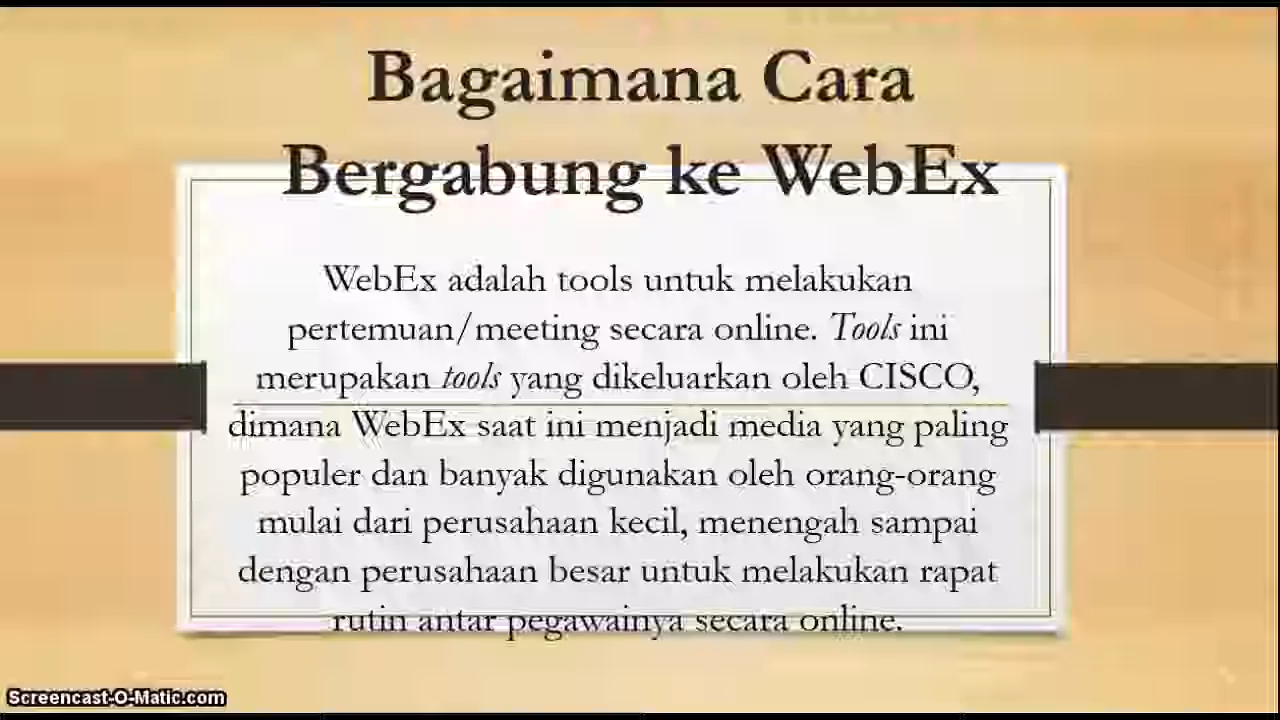 Bagaimana Cara
Bergabung ke WebEx
WebEx adalah tools untuk melakukan
pertemuan/meeting secara online. Tools ini
merupakan tools yang dikeluarkan oleh CISCO,
dimana WebEx saat ini menjadi media yang paling
populer dan banyak digunakan oleh orang-orang
mulai dari perusahaan kecil, menengah sampai
dengan perusahaan besar untuk melakukan rapat
rutin antar pegawainya secara online.
Screencast-O-Matic.com